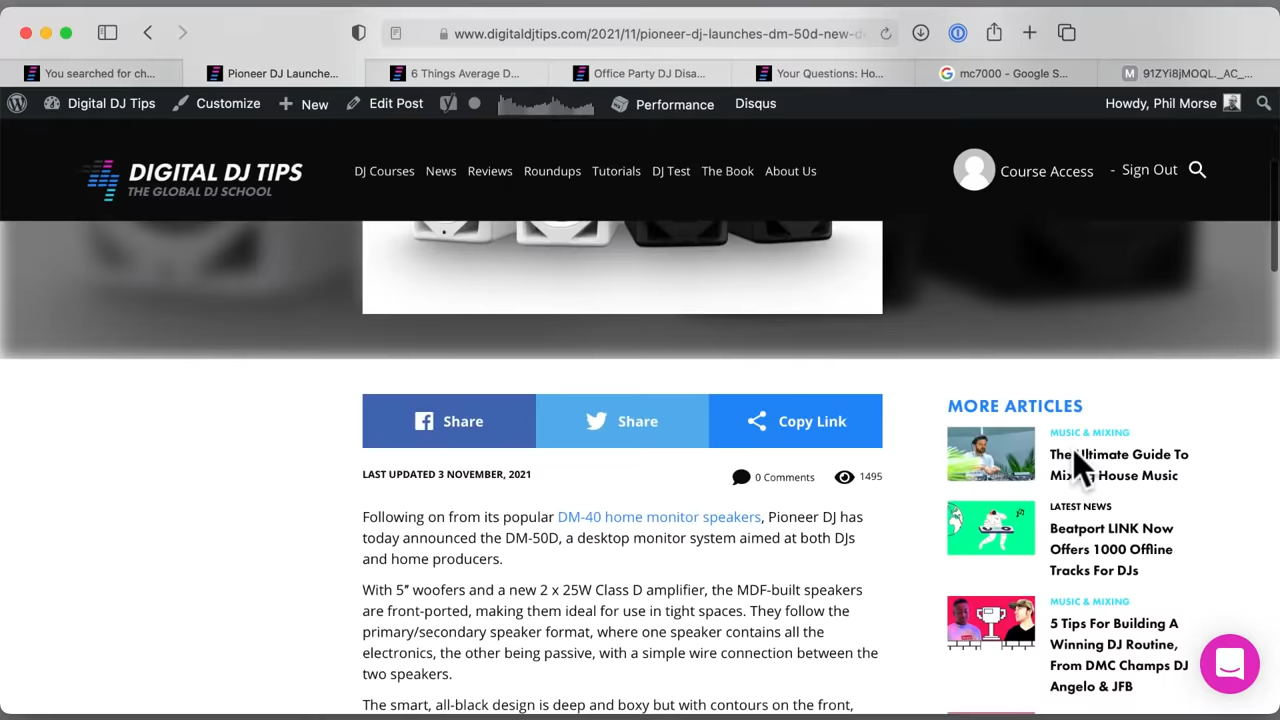 www.digitaldjtips.com/2021/11/pioneer-dj-launches-dm-50d-new-d
You searched for ch...
Pioneer DJ Launche...
6 Things Average D...
Office Party DJ Disa...
Your Questions: Ho...
mc7000 - Google S...
M 91ZYi8jMOQL._AC_...
Digital DJ Tips
Customize
New
Edit Post
Performance
Disqus
Howdy, Phil Morse
DIGITAL DJ TIPS
THE GLOBAL DJ SCHOOL
DJ Courses
News
Reviews
Roundups
Tutorials
DJ Test
The Book
About Us
Course Access
- Sign Out
Share
Share
Copy Link
LAST UPDATED 3 NOVEMBER, 2021
0 Comments
1495
Following on from its popular DM-40 home monitor speakers, Pioneer DJ has
today announced the DM-50D, a desktop monitor system aimed at both DJs
and home producers.
With 5” woofers and a new 2 x 25W Class D amplifier, the MDF-built speakers
are front-ported, making them ideal for use in tight spaces. They follow the
primary/secondary speaker format, where one speaker contains all the
electronics, the other being passive, with a simple wire connection between the
two speakers.
The smart, all-black design is deep and boxy but with contours on the front,
MORE ARTICLES
MUSIC & MIXING
The Ultimate Guide To
Mixing House Music
LATEST NEWS
Beatport LINK Now
Offers 1000 Offline
Tracks For DJs
MUSIC & MIXING
5 Tips For Building A
Winning DJ Routine,
From DMC Champs DJ
Angelo & JFB